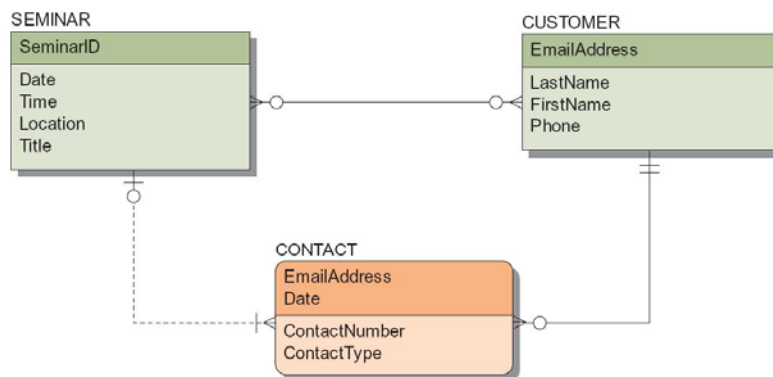 SEMINAR
SeminarID
Date
Time
Location
Title
CUSTOMER
EmailAddress
LastName
FirstName
Phone
CONTACT
EmailAddress
Date
ContactNumber
ContactType